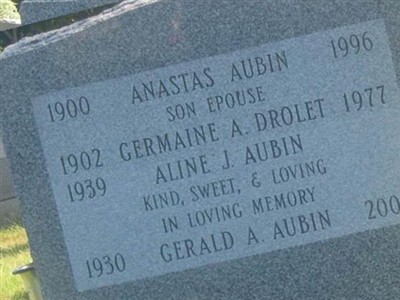 1900 ANASTAS AUBIN 1996
SON EPOUSE
1902 GERMAINE A. DROLET 1977
1939 ALINE J. AUBIN
KIND, SWEET, & LOVING
IN LOVING MEMORY
1930 GERALD A. AUBIN